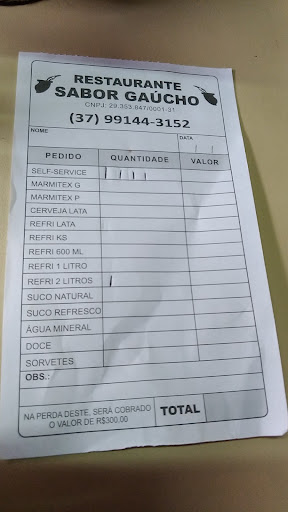 RESTAURANTE
SABOR GAÚCHO
CNPJ: 29.353.847/0001-31
(37) 99144-3152
NOME DATA
/ /
PEDIDO QUANTIDADE VALOR
SELF-SERVICE | | | |
MARMITEX G
MARMITEX P
CERVEJA LATA
REFRI LATA
REFRI KS
REFRI 600 ML
REFRI 1 LITRO
REFRI 2 LITROS |
SUCO NATURAL
SUCO REFRESCO
ÁGUA MINERAL
DOCE
SORVETES
OBS.:
NA PERDA DESTE, SERÁ COBRADO
O VALOR DE R$300,00
TOTAL